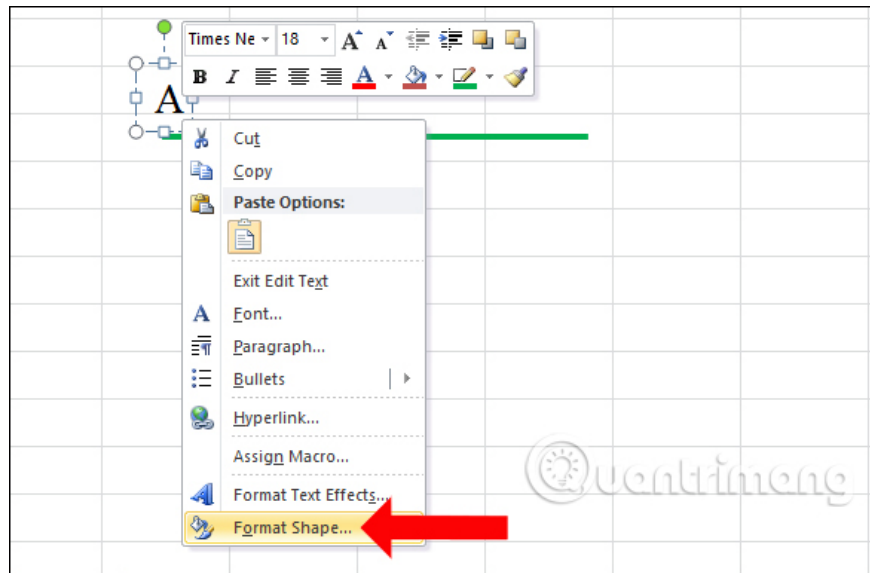 Times Ne 18 A A
B I A
A
Cut
Copy
Paste Options:
Exit Edit Text
A Font...
Paragraph...
Bullets
Hyperlink...
Assign Macro...
A Format Text Effects...
Format Shape...
Quantrimang